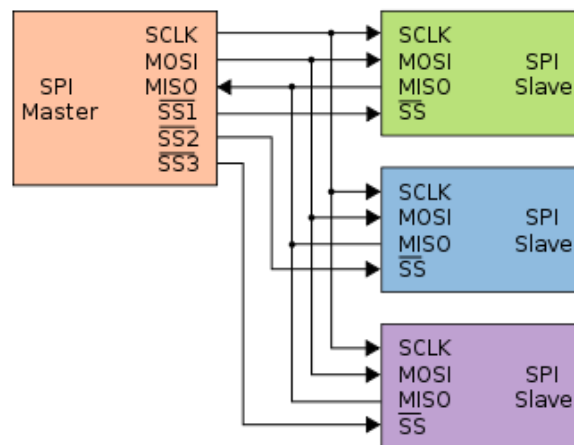 SCLK
MOSI
MISO
SS1
SS2
SS3
SPI
Master
SCLK
MOSI
MISO
SS
SPI
Slave
SCLK
MOSI
MISO
SS
SPI
Slave
SCLK
MOSI
MISO
SS
SPI
Slave